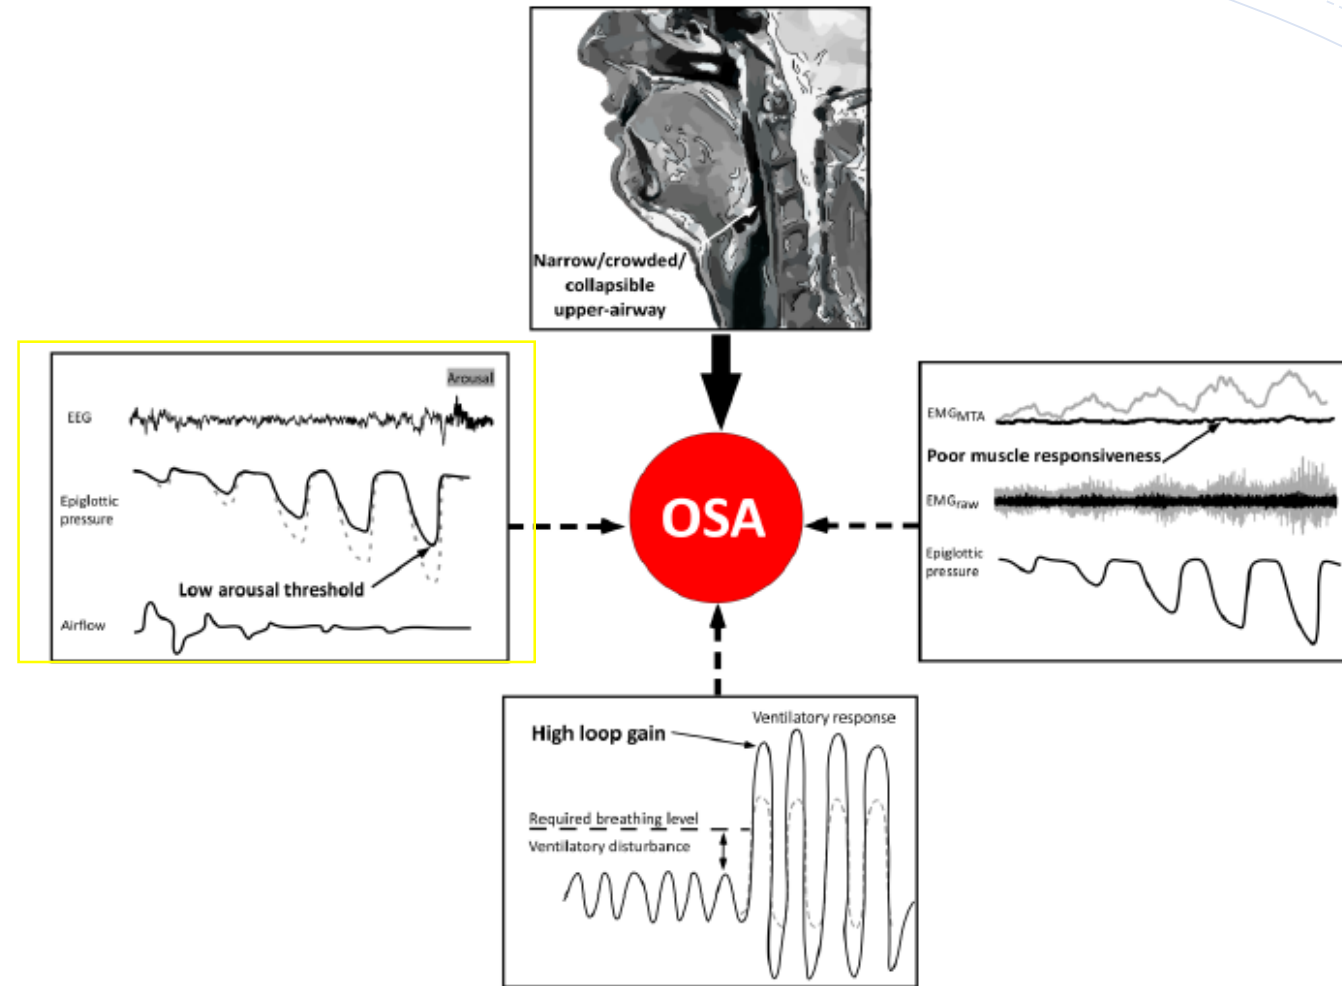 Narrow/crowded/
collapsible
upper-airway
Arousal
EEG
Epiglottic
pressure
Low arousal threshold
Airflow
OSA
EMGMTA
Poor muscle responsiveness
EMGraw
Epiglottic
pressure
Ventilatory response
High loop gain
Required breathing level
Ventilatory disturbance